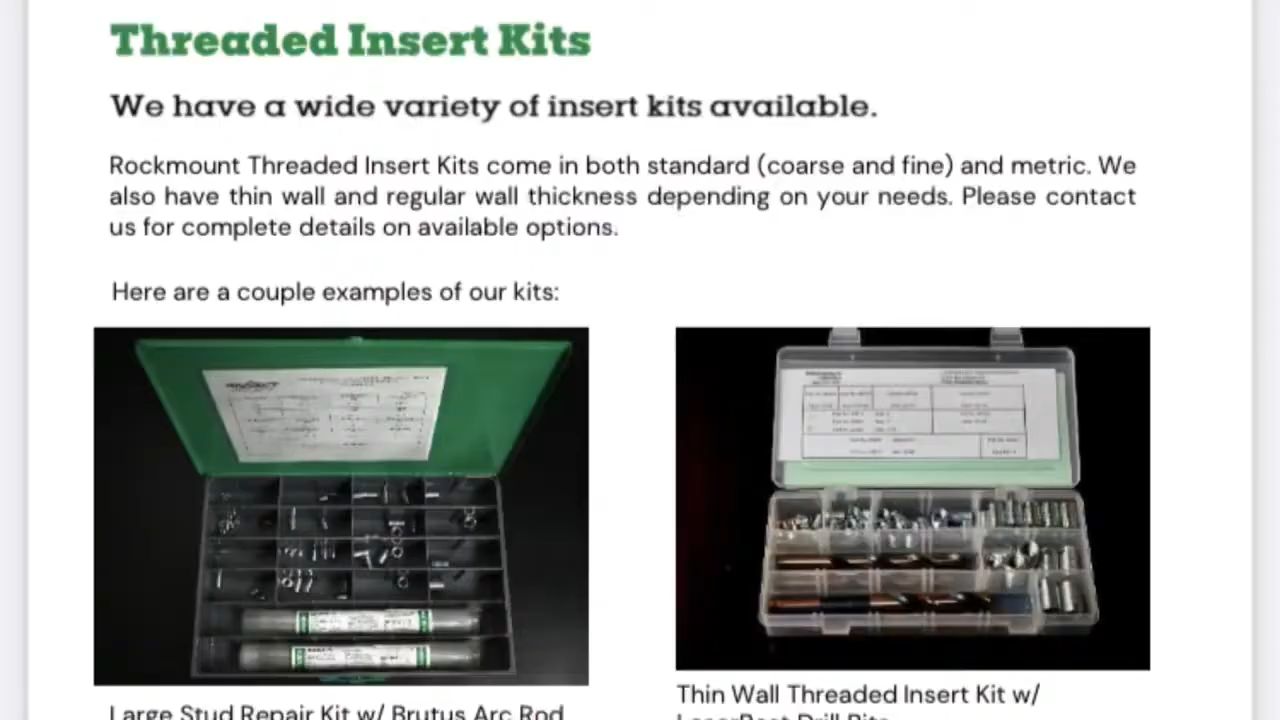 Threaded Insert Kits
We have a wide variety of insert kits available.
Rockmount Threaded Insert Kits come in both standard (coarse and fine) and metric. We
also have thin wall and regular wall thickness depending on your needs. Please contact
us for complete details on available options.
Here are a couple examples of our kits:
Large Stud Repair Kit w/ Brutus Arc Rod
Thin Wall Threaded Insert Kit w/